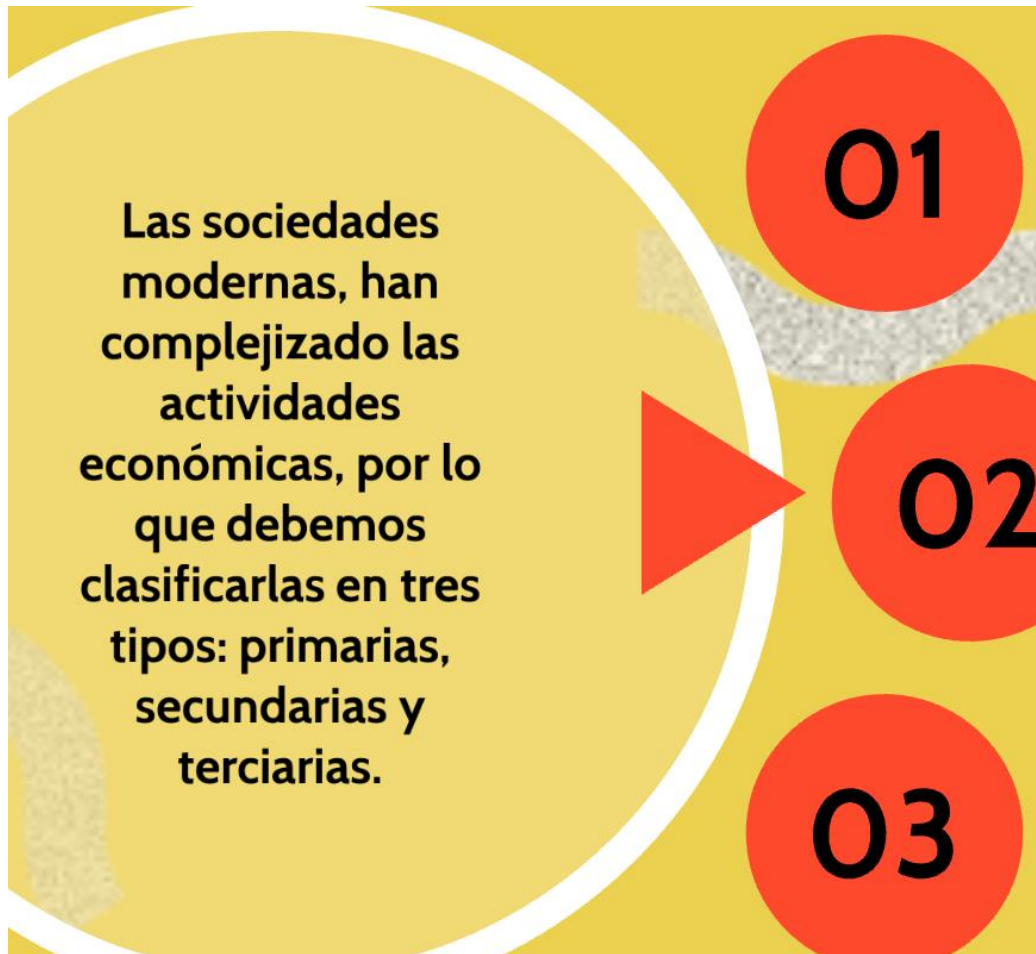 Las sociedades
modernas, han
complejizado las
actividades
económicas, por lo
que debemos
clasificarlas en tres
tipos: primarias,
secundarias y
terciarias.
01
02
03